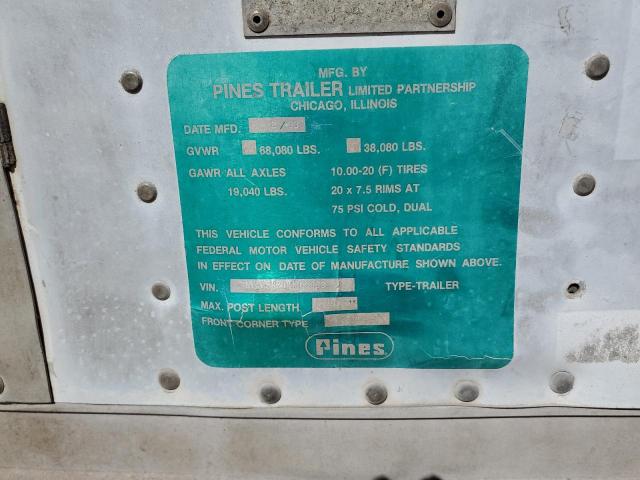 MFG. BY
PINES TRAILER LIMITED PARTNERSHIP
CHICAGO, ILLINOIS
DATE MFD.
GVWR 68,080 LBS. 38,080 LBS.
GAWR ALL AXLES 10.00-20 (F) TIRES
19,040 LBS. 20 x 7.5 RIMS AT
75 PSI COLD, DUAL
THIS VEHICLE CONFORMS TO ALL APPLICABLE
FEDERAL MOTOR VEHICLE SAFETY STANDARDS
IN EFFECT ON DATE OF MANUFACTURE SHOWN ABOVE.
VIN. TYPE-TRAILER
MAX. POST LENGTH
FRONT CORNER TYPE
Pines